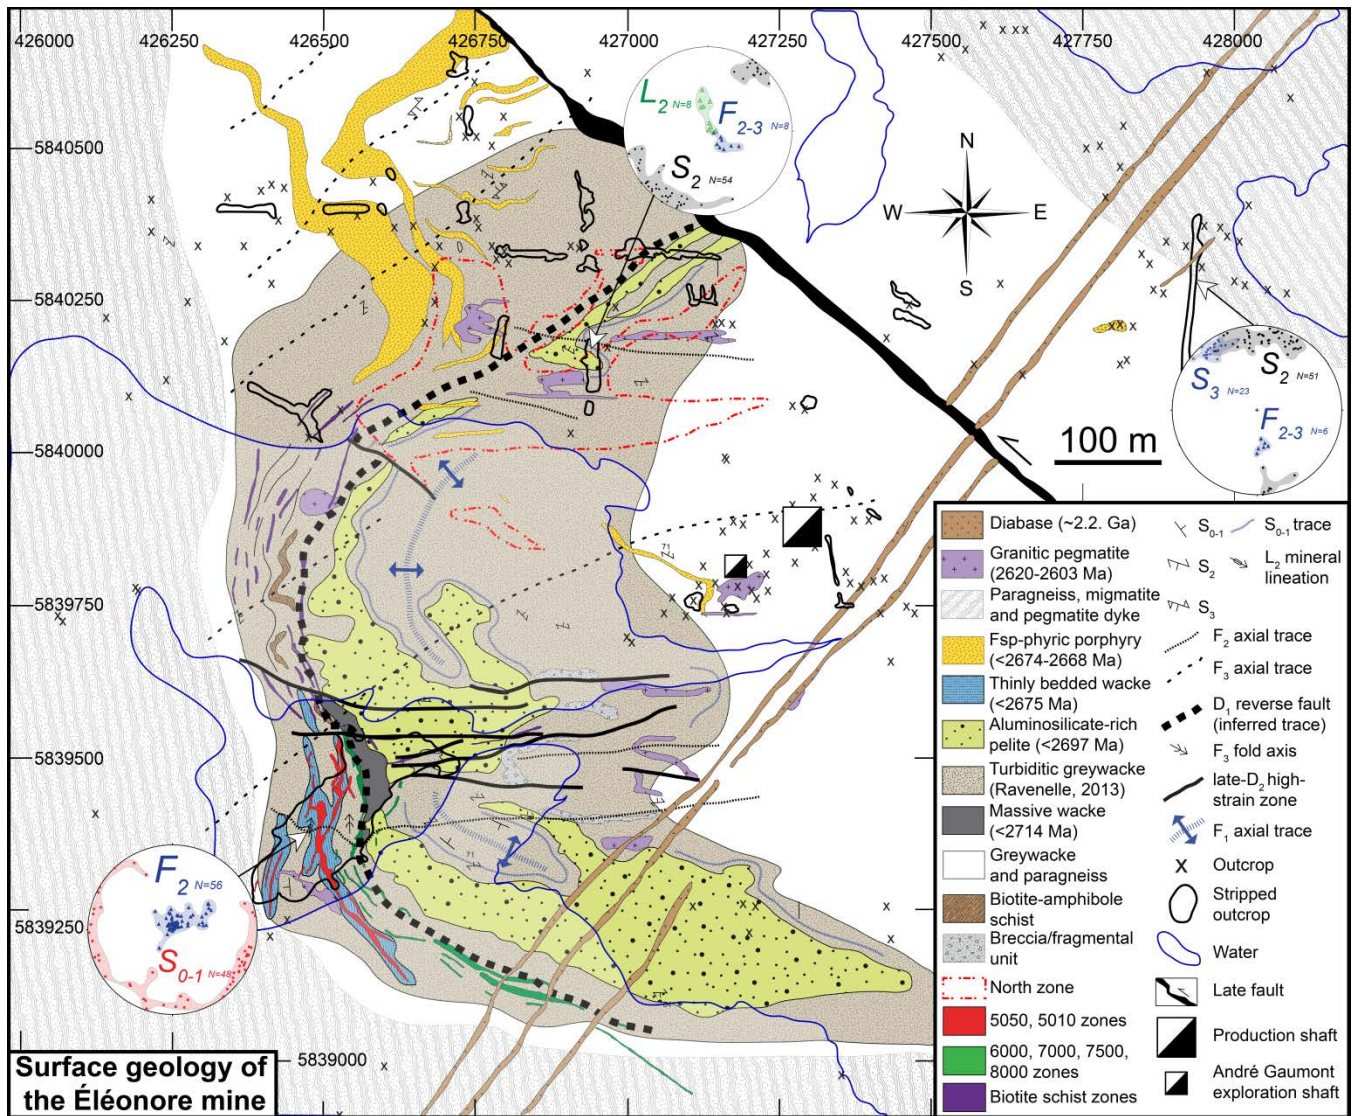 426000 426250 426500 426750 427000 427250 427500 427750 428000
5840500
5840250
5840000
5839750
5839500
5839250
5839000
L2 N=8
F2-3 N=8
S2 N=54
N
W E
S
S2 N=51
S3 N=23
F2-3 N=6
100 m
F2 N=56
S0-1 N=48
71
71
Surface geology of
the Éléonore mine
Diabase (~2.2. Ga)
Granitic pegmatite
(2620-2603 Ma)
Paragneiss, migmatite
and pegmatite dyke
Fsp-phyric porphyry
(<2674-2668 Ma)
Thinly bedded wacke
(<2675 Ma)
Aluminosilicate-rich
pelite (<2697 Ma)
Turbiditic greywacke
(Ravenelle, 2013)
Massive wacke
(<2714 Ma)
Greywacke
and paragneiss
Biotite-amphibole
schist
Breccia/fragmental
unit
North zone
5050, 5010 zones
6000, 7000, 7500,
8000 zones
Biotite schist zones
S0-1 S0-1 trace
S2 L2 mineral
lineation
S3
F2 axial trace
F3 axial trace
D1 reverse fault
(inferred trace)
F3 fold axis
late-D2 high-
strain zone
F1 axial trace
X Outcrop
Stripped
outcrop
Water
Late fault
Production shaft
André Gaumont
exploration shaft